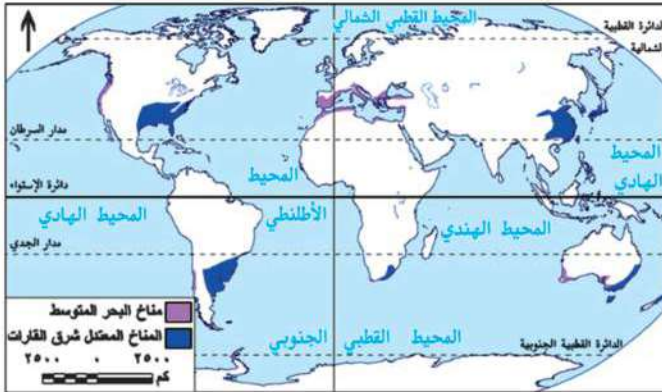 المحيط القطبي الشمالي
الدائرة القطبية
الشمالية
مدار السرطان
المحيط
الهادي
المحيط
دائرة الإستواء
المحيط الهادي
الأطلنطي
المحيط الهندي
مدار الجدي
مناخ البحر المتوسط
المناخ المعتدل شرق القارات
المحيط القطبي الجنوبي
الدائرة القطبية الجنوبية
٢٥٠٠ ٠ ٢٥٠٠
كم